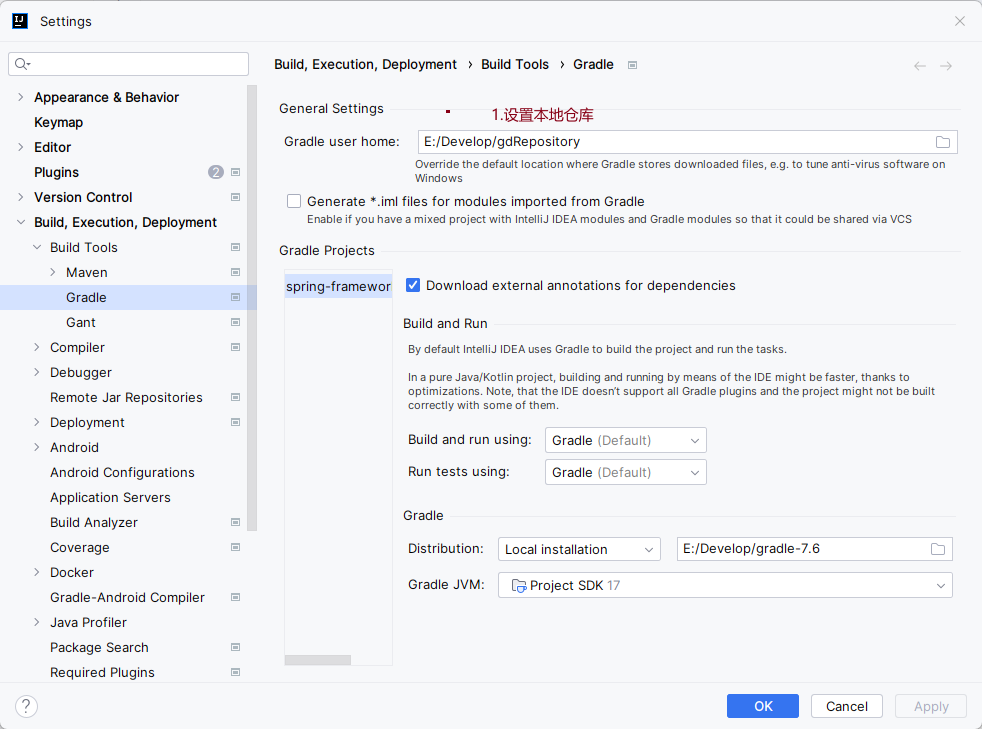 Settings
Build, Execution, Deployment › Build Tools › Gradle
Appearance & Behavior
Keymap
Editor
Plugins 2
Version Control
Build, Execution, Deployment
Build Tools
Maven
Gradle
Gant
Compiler
Debugger
Remote Jar Repositories
Deployment
Android
Android Configurations
Application Servers
Build Analyzer
Coverage
Docker
Gradle-Android Compiler
Java Profiler
Package Search
Required Plugins
General Settings
1.设置本地仓库
Gradle user home: E:/Develop/gdRepository
Override the default location where Gradle stores downloaded files, e.g. to tune anti-virus software on
Windows
Generate *.iml files for modules imported from Gradle
Enable if you have a mixed project with IntelliJ IDEA modules and Gradle modules so that it could be shared via VCS
Gradle Projects
spring-framewor
Download external annotations for dependencies
Build and Run
By default IntelliJ IDEA uses Gradle to build the project and run the tasks.
In a pure Java/Kotlin project, building and running by means of the IDE might be faster, thanks to
optimizations. Note, that the IDE doesn't support all Gradle plugins and the project might not be built
correctly with some of them.
Build and run using: Gradle (Default)
Run tests using: Gradle (Default)
Gradle
Distribution: Local installation E:/Develop/gradle-7.6
Gradle JVM: Project SDK 17
? OK Cancel Apply